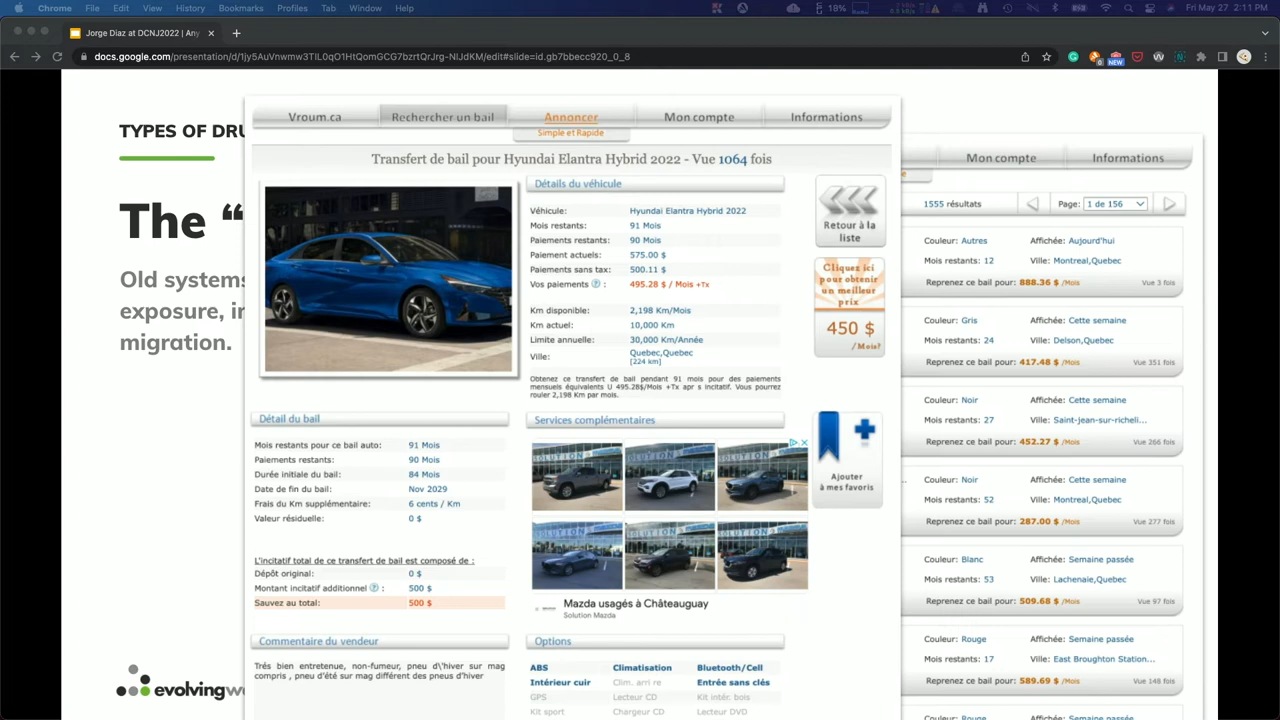 Chrome File Edit View History Bookmarks Profiles Tab Window Help 18% Fri May 27 2:11 PM
Jorge Diaz at DCNJ2022 | Any
docs.google.com/presentation/d/1jy5AuVnwmw3TIL0qO1HtQomGCG7bzrtQrJrg-NIJdKM/edit#slide=id.gb7bbecc920_0_8
NEW
TYPES OF DRU
The “
Old systems
exposure, in
migration.
evolvingwe
Vroum.ca Rechercher un bail Annoncer Mon compte Informations
Simple et Rapide
Transfert de bail pour Hyundai Elantra Hybrid 2022 - Vue 1064 fois
Détails du véhicule
Véhicule: Hyundai Elantra Hybrid 2022
Mois restants: 91 Mois
Paiements restants: 90 Mois
Paiement actuels: 575.00 $
Paiements sans tax: 500.11 $
Vos paiements ? : 495.28 $ / Mois +Tx
Km disponible: 2,198 Km/Mois
Km actuel: 10,000 Km
Limite annuelle: 30,000 Km/Année
Ville: Quebec,Quebec
[224 km]
Obtenez ce transfert de bail pendant 91 mois pour des paiements
mensuels équivalents U 495.28$/Mois +Tx apr s incitatif. Vous pourrez
rouler 2,198 Km par mois.
Retour à la
liste
Cliquez ici
pour obtenir
un meilleur
prix
450 $
/Mois?
Détail du bail
Mois restants pour ce bail auto: 91 Mois
Paiements restants: 90 Mois
Durée initiale du bail: 84 Mois
Date de fin du bail: Nov 2029
Frais du Km supplémentaire: 6 cents / Km
Valeur résiduelle: 0 $
L'incitatif total de ce transfert de bail est composé de :
Dépôt original: 0 $
Montant incitatif additionnel ? : 500 $
Sauvez au total: 500 $
Services complémentaires
SOLUTION
Mazda usagés à Châteauguay
Solution Mazda
Ajouter
à mes favoris
Commentaire du vendeur
Trés bien entretenue, non-fumeur, pneu d\'hiver sur mag
compris , pneu d'été sur mag différent des pneus d'hiver
Options
ABS Climatisation Bluetooth/Cell
Intérieur cuir Clim. arri re Entrée sans clés
GPS Lecteur CD Kit intér. bois
Kit sport Chargeur CD Lecteur DVD
Mon compte Informations
e
1555 résultats Page: 1 de 156
Couleur: Autres Affichée: Aujourd'hui
Mois restants: 12 Ville: Montreal,Quebec
Reprenez ce bail pour: 888.36 $ /Mois Vue 3 fois
Couleur: Gris Affichée: Cette semaine
Mois restants: 24 Ville: Delson,Quebec
Reprenez ce bail pour: 417.48 $ /Mois Vue 351 fois
Couleur: Noir Affichée: Cette semaine
Mois restants: 27 Ville: Saint-jean-sur-richeli...
Reprenez ce bail pour: 452.27 $ /Mois Vue 266 fois
... Couleur: Noir Affichée: Cette semaine
Mois restants: 52 Ville: Montreal,Quebec
Reprenez ce bail pour: 287.00 $ /Mois Vue 277 fois
Couleur: Blanc Affichée: Semaine passée
Mois restants: 53 Ville: Lachenaie,Quebec
Reprenez ce bail pour: 509.68 $ /Mois Vue 97 fois
Couleur: Rouge Affichée: Semaine passée
Mois restants: 17 Ville: East Broughton Station...
Reprenez ce bail pour: 589.69 $ /Mois Vue 148 fois
Couleur: Rouge Affichée: Semaine passée